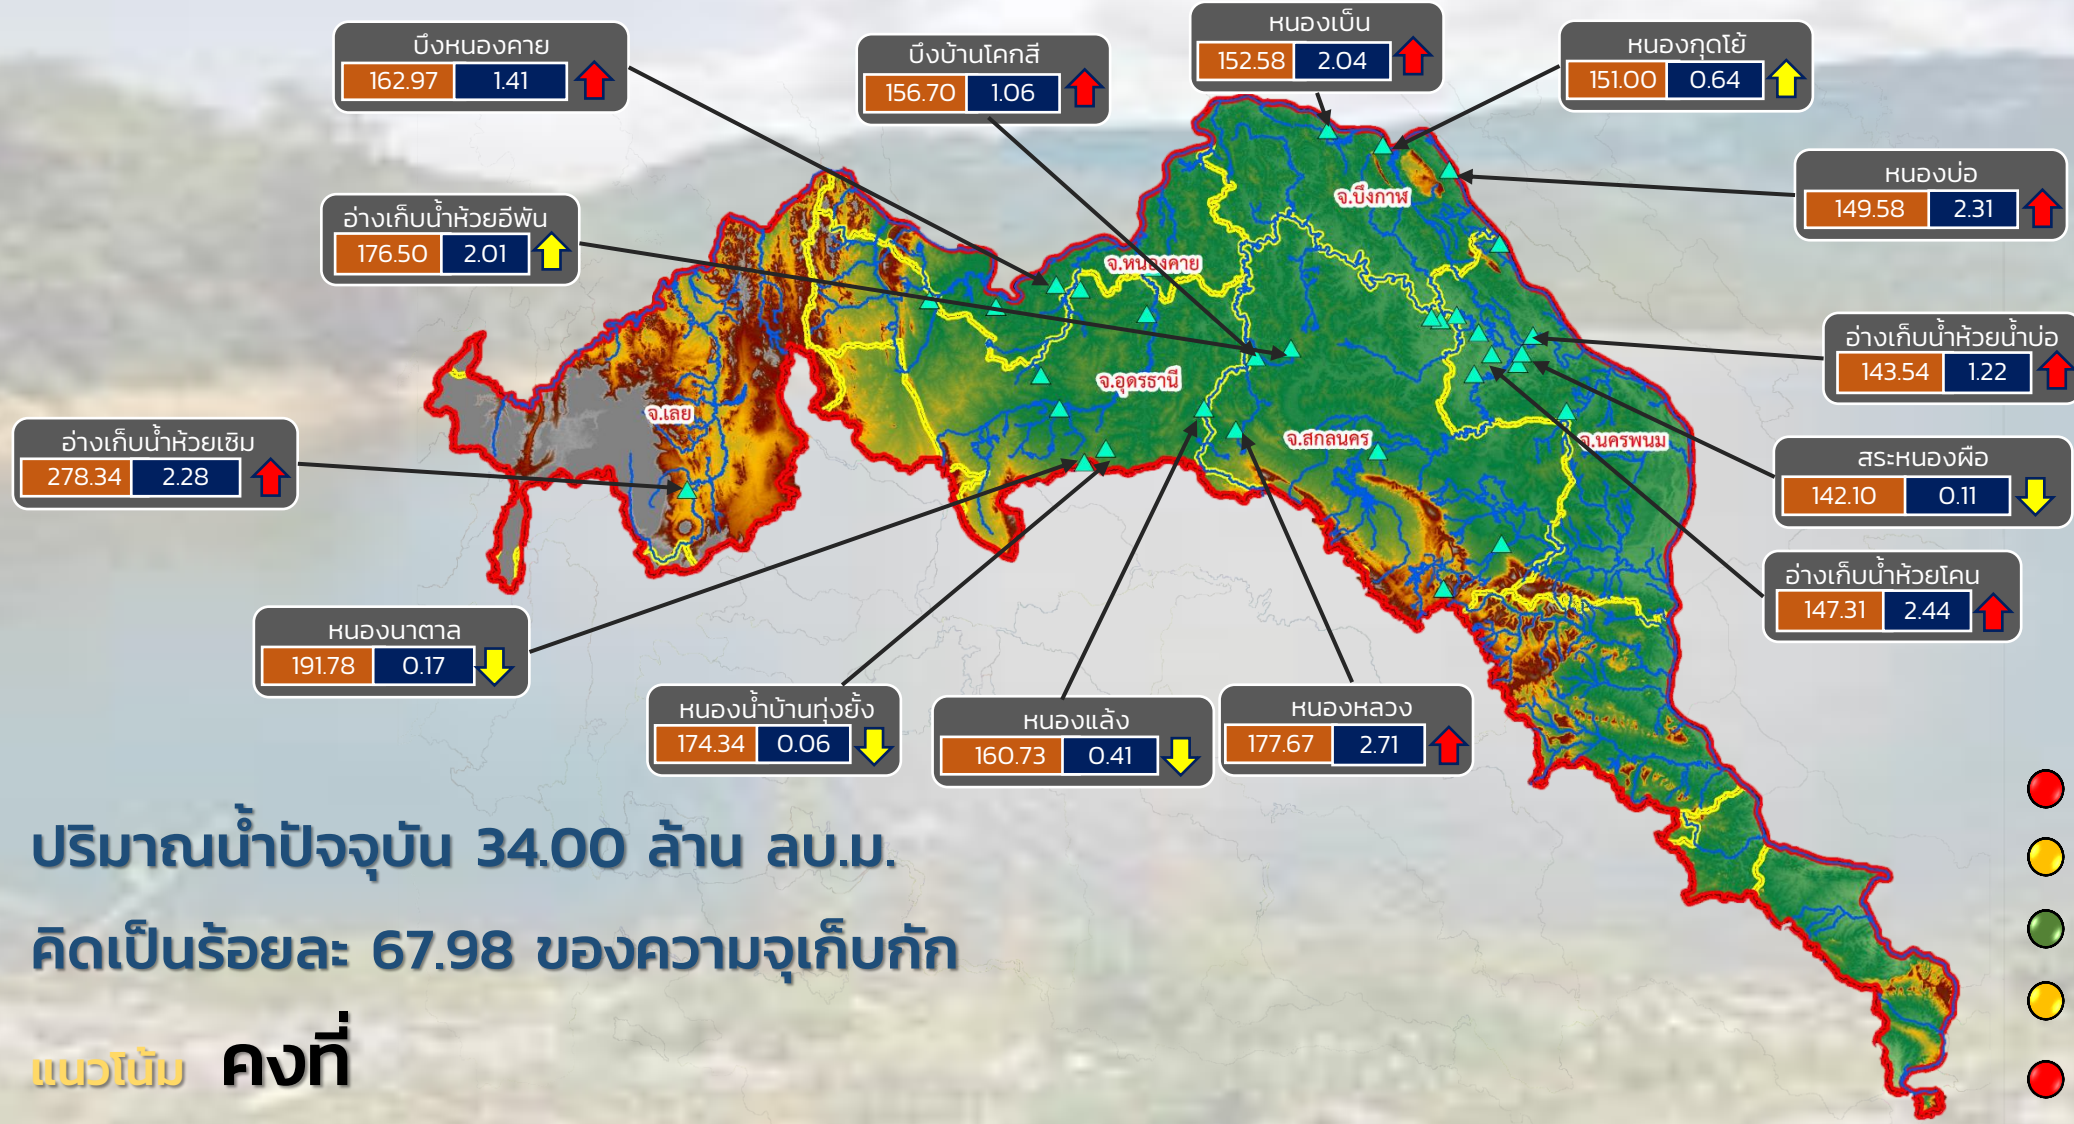 หนองเบ็น
152.58 2.04
บึงหนองคาย
162.97 1.41
บึงบ้านโคกสี
156.70 1.06
หนองกุดโย้
151.00 0.64
หนองบ่อ
149.58 2.31
อ่างเก็บน้ำห้วยอีพัน
176.50 2.01
จ.บึงกาฬ
จ.หนองคาย
อ่างเก็บน้ำห้วยน้ำบ่อ
143.54 1.22
จ.อุดรธานี
จ.เลย
จ.สกลนคร
จ.นครพนม
อ่างเก็บน้ำห้วยเซิม
278.34 2.28
สระหนองผือ
142.10 0.11
อ่างเก็บน้ำห้วยโคน
147.31 2.44
หนองนาตาล
191.78 0.17
หนองน้ำบ้านทุ่งยั้ง
174.34 0.06
หนองแล้ง
160.73 0.41
หนองหลวง
177.67 2.71
ปริมาณน้ำปัจจุบัน 34.00 ล้าน ลบ.ม.
คิดเป็นร้อยละ 67.98 ของความจุเก็บกัก
แนวโน้ม คงที่